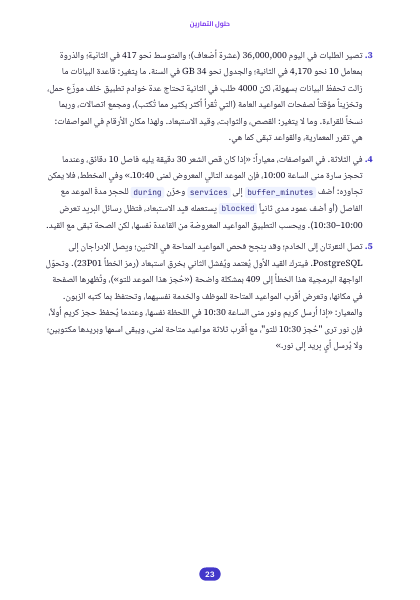 حلول التمارين
3. تصير الطلبات في اليوم 36,000,000 (عشرة أضعاف)؛ والمتوسط نحو 417 في الثانية؛ والذروة
بمعامل 10 نحو 4,170 في الثانية؛ والجدول نحو 34 GB في السنة. ما يتغير: قاعدة البيانات ما
زالت تحفظ البيانات بسهولة، لكن 4000 طلب في الثانية تحتاج عدة خوادم تطبيق خلف موزّع حمل،
وتخزيناً مؤقتاً لصفحات المواعيد العامة (التي تُقرأ أكثر بكثير مما تُكتب)، ومجمع اتصالات، وربما
نسخاً للقراءة. وما لا يتغير: القصص، والثوابت، وقيد الاستبعاد. ولهذا مكان الأرقام في المواصفات:
هي تقرر المعمارية، والقواعد تبقى كما هي.
4. في الثلاثة. في المواصفات، معياراً: «إذا كان قص الشعر 30 دقيقة يليه فاصل 10 دقائق، وعندما
تحجز سارة منى الساعة 10:00، فإن الموعد التالي المعروض لمنى 10:40.» وفي المخطط، فلا يمكن
تجاوزه: أضف buffer_minutes إلى services وخزّن during للحجز مدةَ الموعد مع
الفاصل (أو أضف عمود مدى ثانياً blocked يستعمله قيد الاستبعاد، فتظل رسائل البريد تعرض
10:00–10:30). ويحسب التطبيق المواعيد المعروضة من القاعدة نفسها، لكن الصحة تبقى مع القيد.
5. تصل النقرتان إلى الخادم؛ وقد ينجح فحص المواعيد المتاحة في الاثنين؛ ويصل الإدراجان إلى
PostgreSQL. فيترك القيد الأول يُعتمد ويُفشل الثاني بخرق استبعاد (رمز الخطأ 23P01). وتحوّل
الواجهة البرمجية هذا الخطأ إلى 409 بمشكلة واضحة («حُجز هذا الموعد للتو»)، وتُظهرها الصفحة
في مكانها، وتعرض أقرب المواعيد المتاحة للموظف والخدمة نفسيهما، وتحتفظ بما كتبه الزبون.
والمعيار: «إذا أرسل كريم ونور منى الساعة 10:30 في اللحظة نفسها، وعندما يُحفظ حجز كريم أولاً،
فإن نور ترى "حُجز 10:30 للتو"، مع أقرب ثلاثة مواعيد متاحة لمنى، ويبقى اسمها وبريدها مكتوبين؛
ولا يُرسل أي بريد إلى نور.»
23